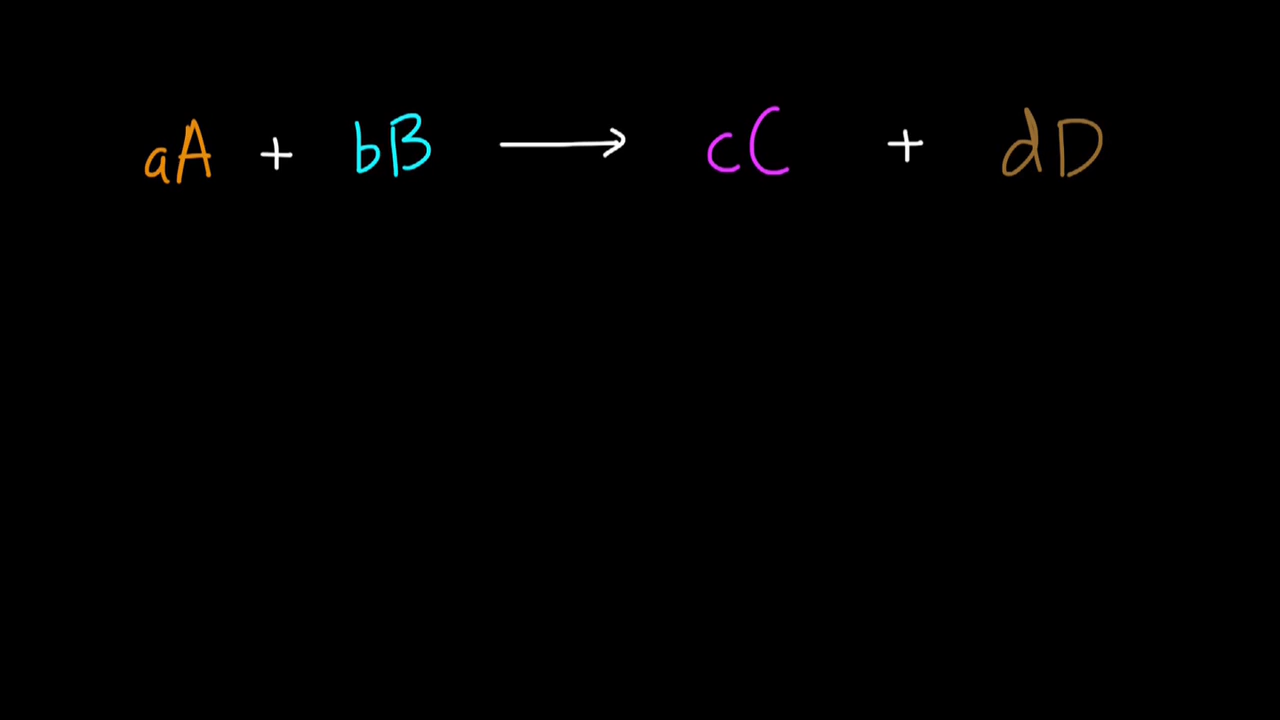 aA + bB ⟶ cC + dD